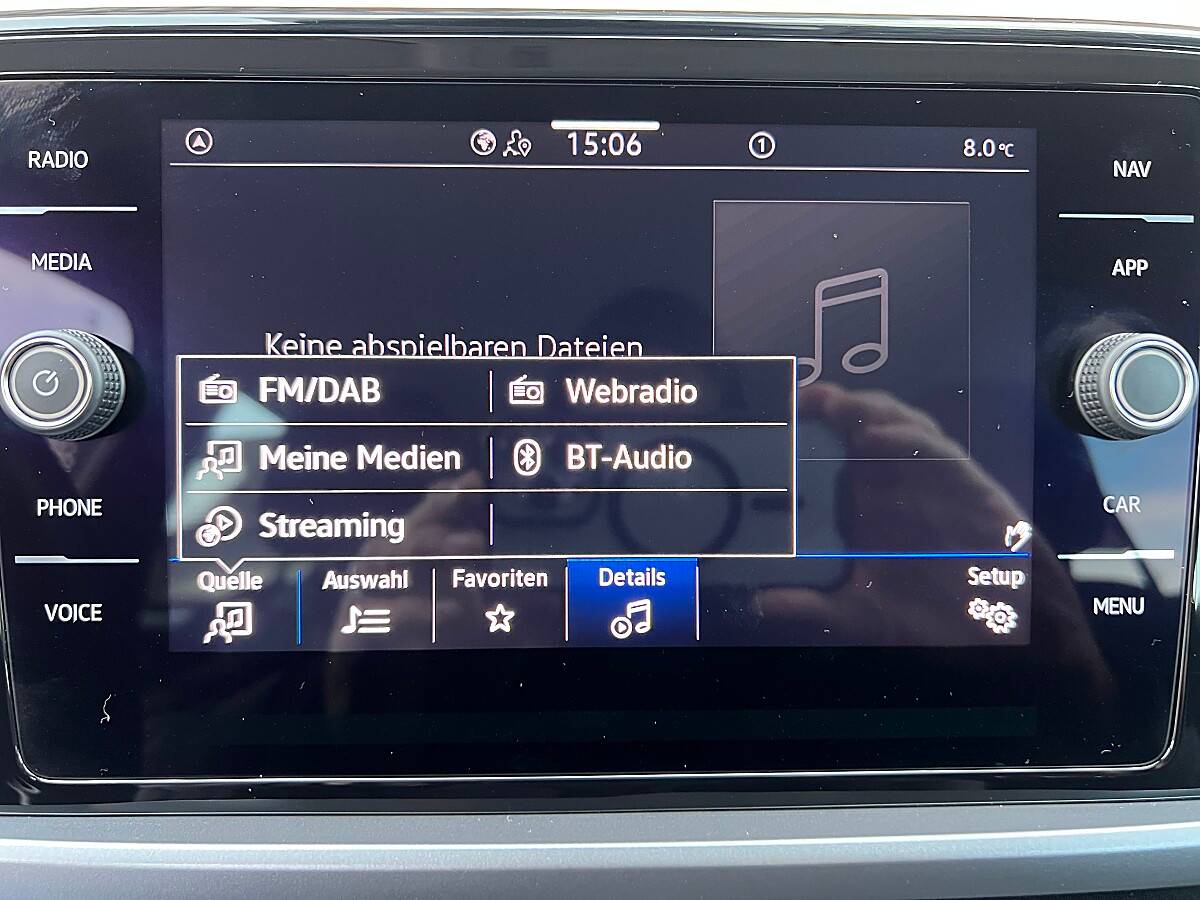 RADIO
MEDIA
PHONE
VOICE
15:06
1
8.0°C
Keine abspielbaren Dateien
FM/DAB
Webradio
Meine Medien
BT-Audio
Streaming
Quelle
Auswahl
Favoriten
Details
Setup
NAV
APP
CAR
MENU